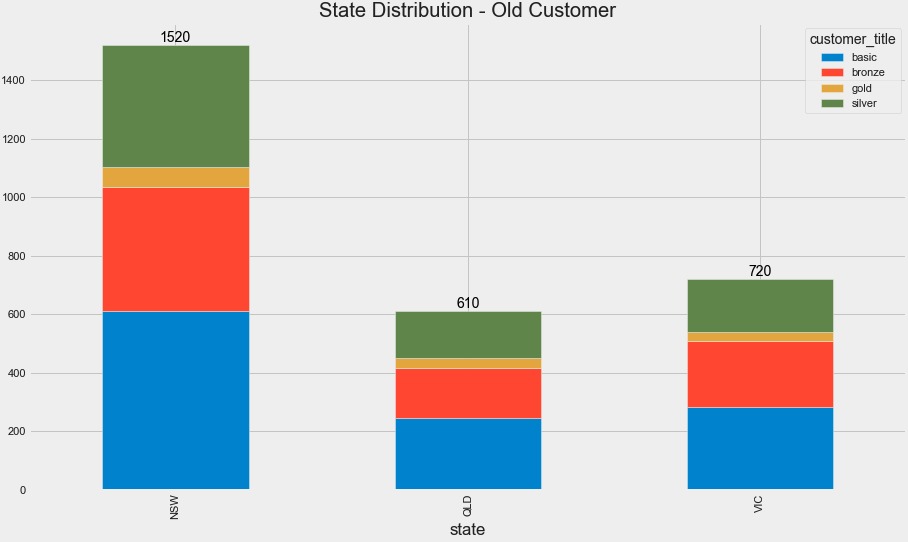 State Distribution - Old Customer
customer_title
basic
bronze
gold
silver
1520
610
720
1400
1200
1000
800
600
400
200
0
NSW
QLD
VIC
state